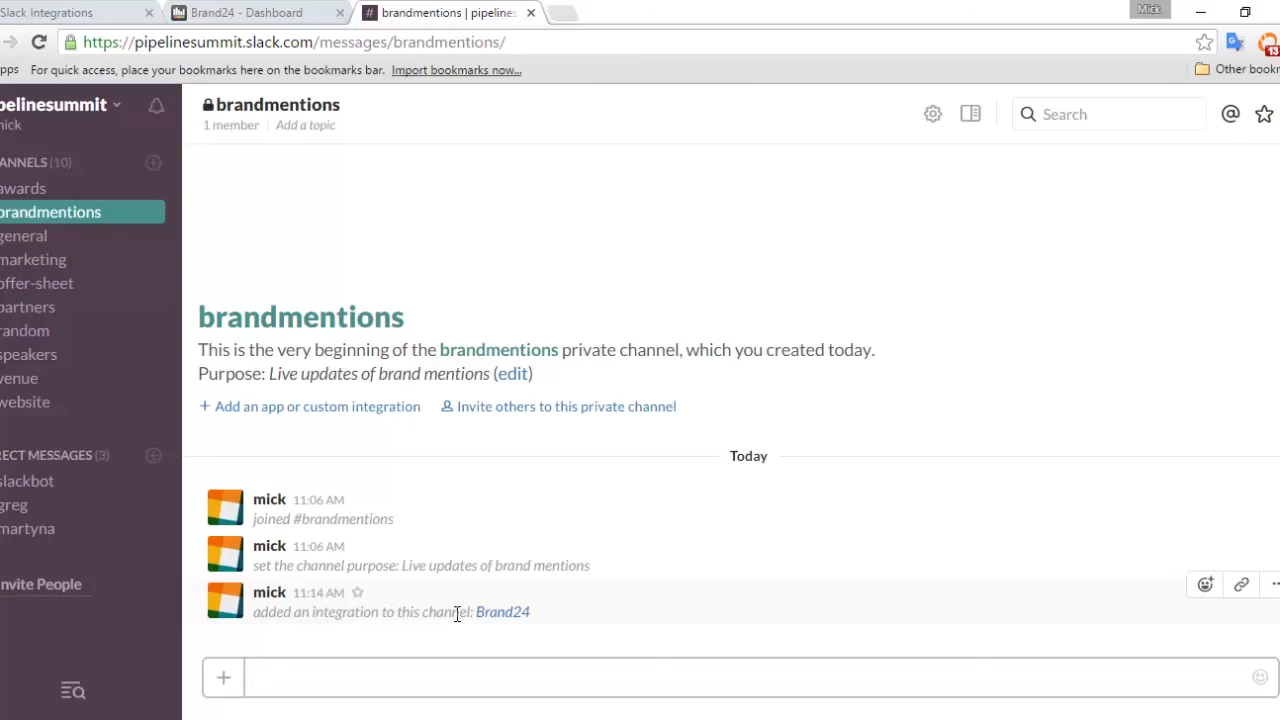 Slack Integrations
Brand24 - Dashboard
# brandmentions | pipelines
Mick
https://pipelinesummit.slack.com/messages/brandmentions/
13
pps For quick access, place your bookmarks here on the bookmarks bar. Import bookmarks now...
Other bookr
pelinesummit
nick
ANNELS (10)
awards
brandmentions
general
marketing
offer-sheet
partners
random
speakers
venue
website
RECT MESSAGES (3)
slackbot
greg
martyna
nvite People
brandmentions
1 member | Add a topic
Search
brandmentions
This is the very beginning of the brandmentions private channel, which you created today.
Purpose: Live updates of brand mentions (edit)
+ Add an app or custom integration Invite others to this private channel
Today
mick 11:06 AM
joined #brandmentions
mick 11:06 AM
set the channel purpose: Live updates of brand mentions
mick 11:14 AM
added an integration to this channel: Brand24